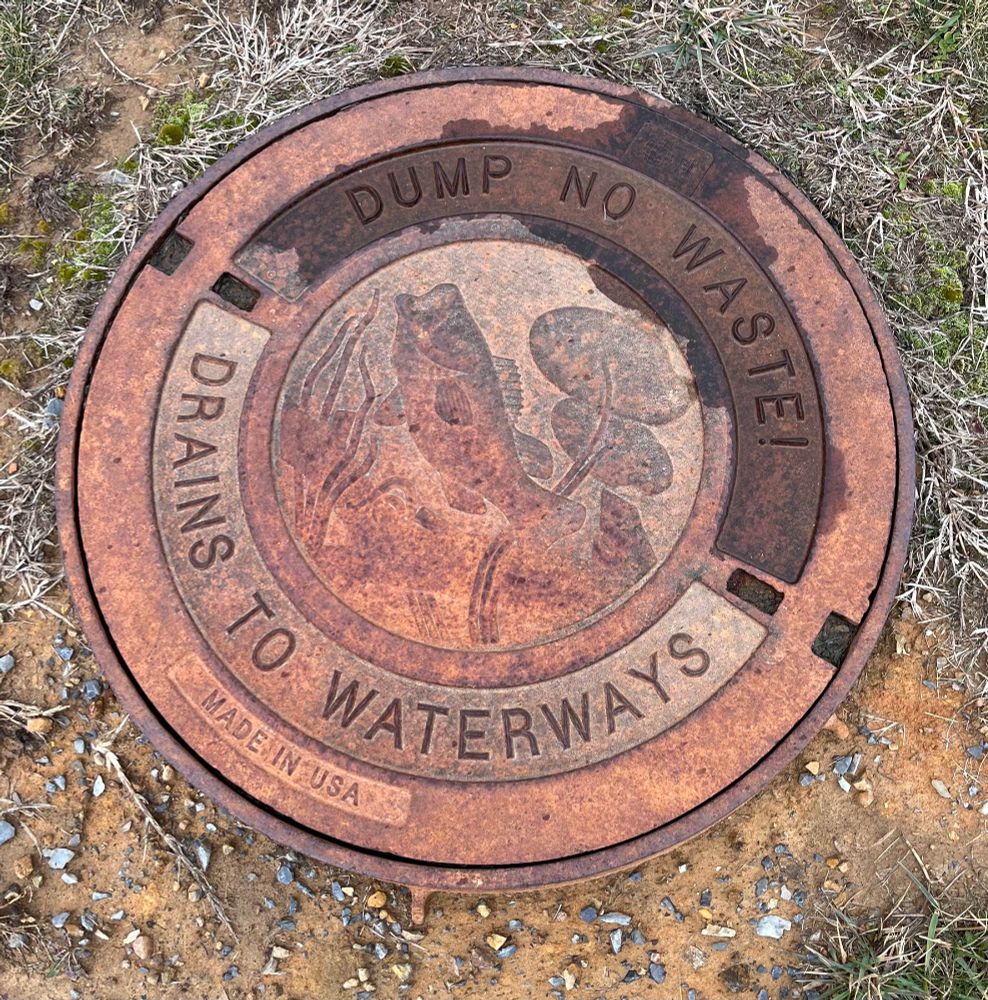 DUMP NO WASTE!
DRAINS TO WATERWAYS
MADE IN USA